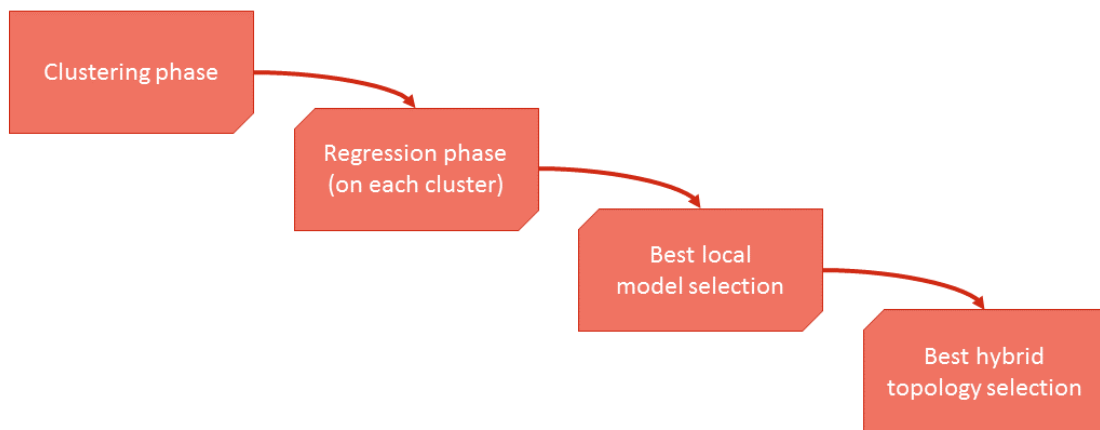 Clustering phase
Regression phase
(on each cluster)
Best local
model selection
Best hybrid
topology selection